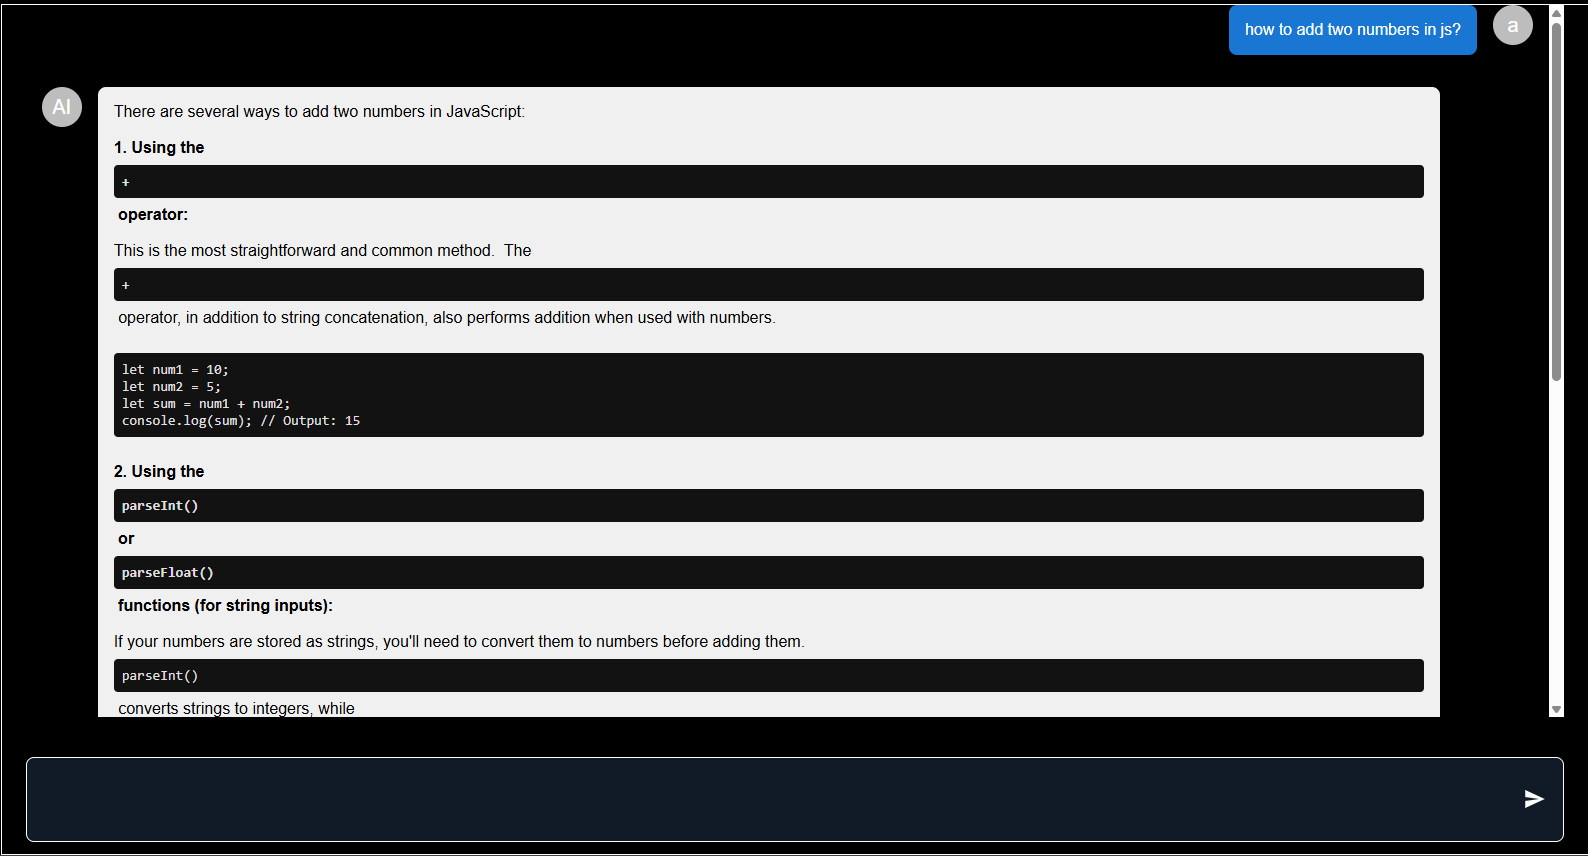 how to add two numbers in js?
a
AI
There are several ways to add two numbers in JavaScript:
1. Using the
+
operator:
This is the most straightforward and common method.  The
+
operator, in addition to string concatenation, also performs addition when used with numbers.
let num1 = 10;
let num2 = 5;
let sum = num1 + num2;
console.log(sum); // Output: 15
2. Using the
parseInt()
or
parseFloat()
functions (for string inputs):
If your numbers are stored as strings, you'll need to convert them to numbers before adding them.
parseInt()
converts strings to integers, while